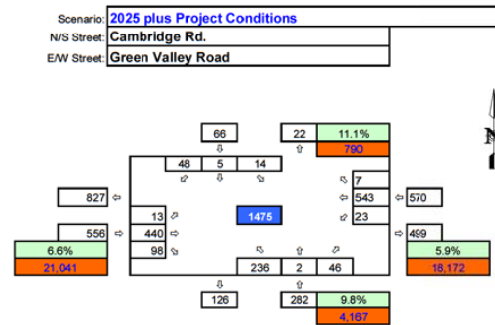 Scenario: 2025 plus Project Conditions
N/S Street: Cambridge Rd.
E/W Street: Green Valley Road
66 22 11.1%
790
N
48 5 14
7
827 543 570
13 1475 23
556 440 499
6.6% 98 5.9%
21,041 236 2 46 18,172
126 282 9.8%
4,167